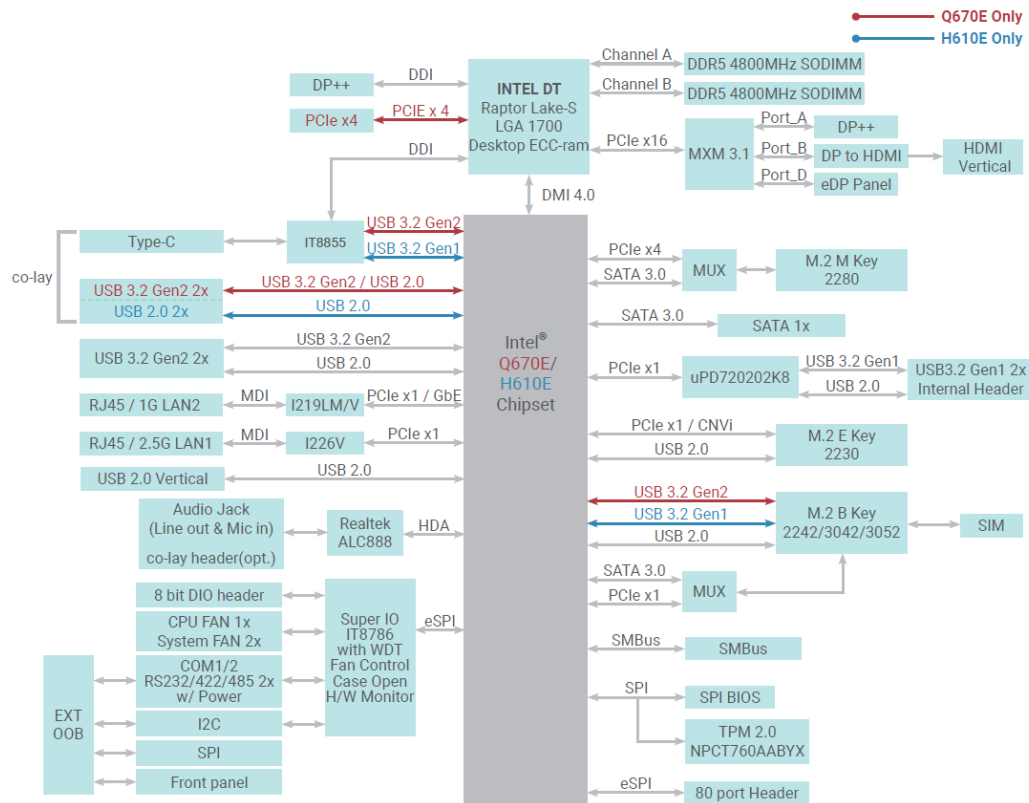 Q670E Only
H610E Only
DP++
DDI
PCIe x4
PCIE x 4
DDI
INTEL DT
Raptor Lake-S
LGA 1700
Desktop ECC-ram
Channel A
DDR5 4800MHz SODIMM
Channel B
DDR5 4800MHz SODIMM
PCIe x16
MXM 3.1
Port_A
DP++
Port_B
DP to HDMI
HDMI
Vertical
Port_D
eDP Panel
DMI 4.0
co-lay
Type-C
IT8855
USB 3.2 Gen2
USB 3.2 Gen1
USB 3.2 Gen2 2x
USB 3.2 Gen2 / USB 2.0
USB 2.0 2x
USB 2.0
USB 3.2 Gen2 2x
USB 3.2 Gen2
USB 2.0
RJ45 / 1G LAN2
MDI
I219LM/V
PCIe x1 / GbE
RJ45 / 2.5G LAN1
MDI
I226V
PCIe x1
USB 2.0 Vertical
USB 2.0
Audio Jack
(Line out & Mic in)
co-lay header(opt.)
Realtek
ALC888
HDA
8 bit DIO header
CPU FAN 1x
System FAN 2x
COM1/2
RS232/422/485 2x
w/ Power
I2C
SPI
Front panel
EXT
OOB
Super IO
IT8786
with WDT
Fan Control
Case Open
H/W Monitor
eSPI
Intel®
Q670E/
H610E
Chipset
PCIe x4
SATA 3.0
MUX
M.2 M Key
2280
SATA 3.0
SATA 1x
PCIe x1
uPD720202K8
USB 3.2 Gen1
USB 2.0
USB3.2 Gen1 2x
Internal Header
PCIe x1 / CNVi
USB 2.0
M.2 E Key
2230
USB 3.2 Gen2
USB 3.2 Gen1
USB 2.0
M.2 B Key
2242/3042/3052
SIM
SATA 3.0
PCIe x1
MUX
SMBus
SMBus
SPI
SPI BIOS
TPM 2.0
NPCT760AABYX
eSPI
80 port Header